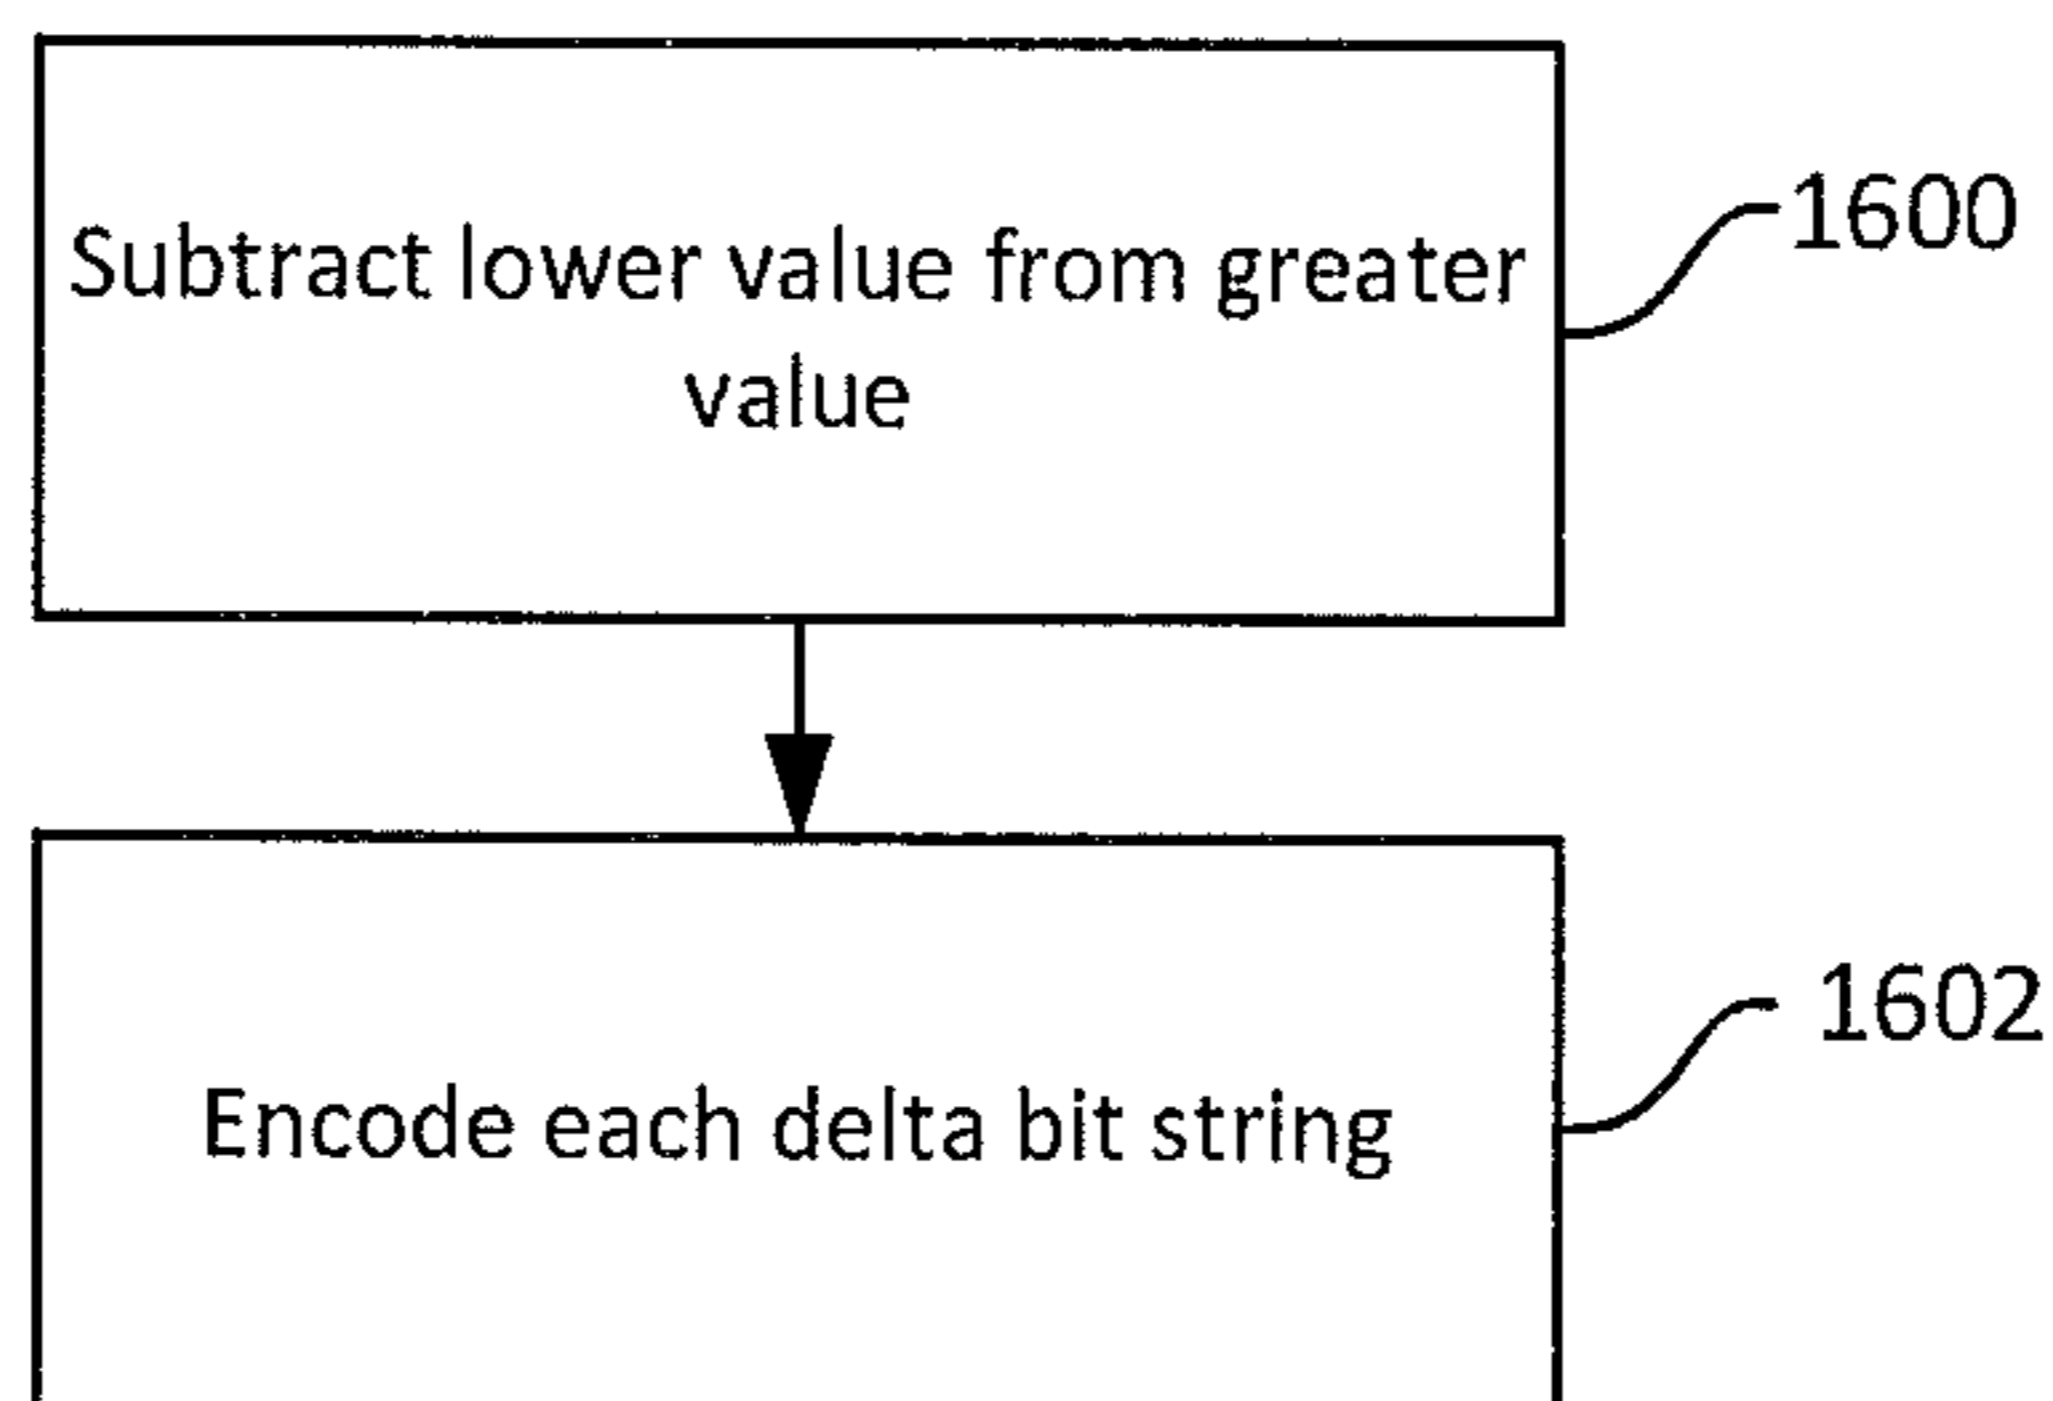 Subtract lower value from greater
value
1600
Encode each delta bit string
1602